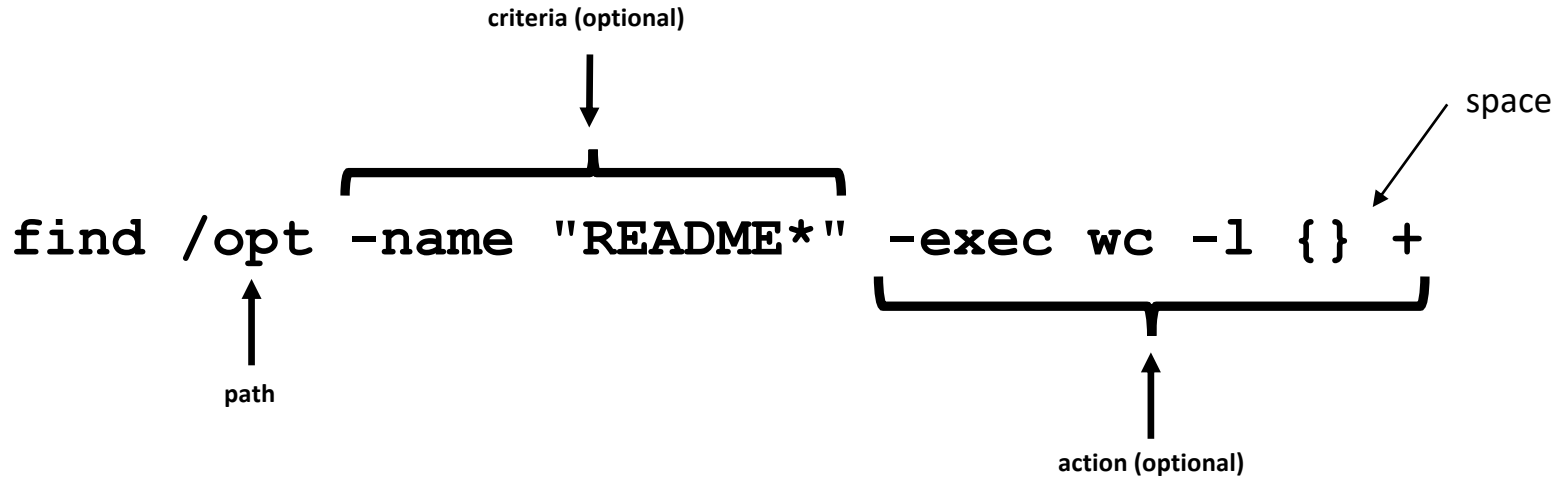 criteria (optional)
space
find /opt -name "README*" -exec wc -l {} +
path
action (optional)